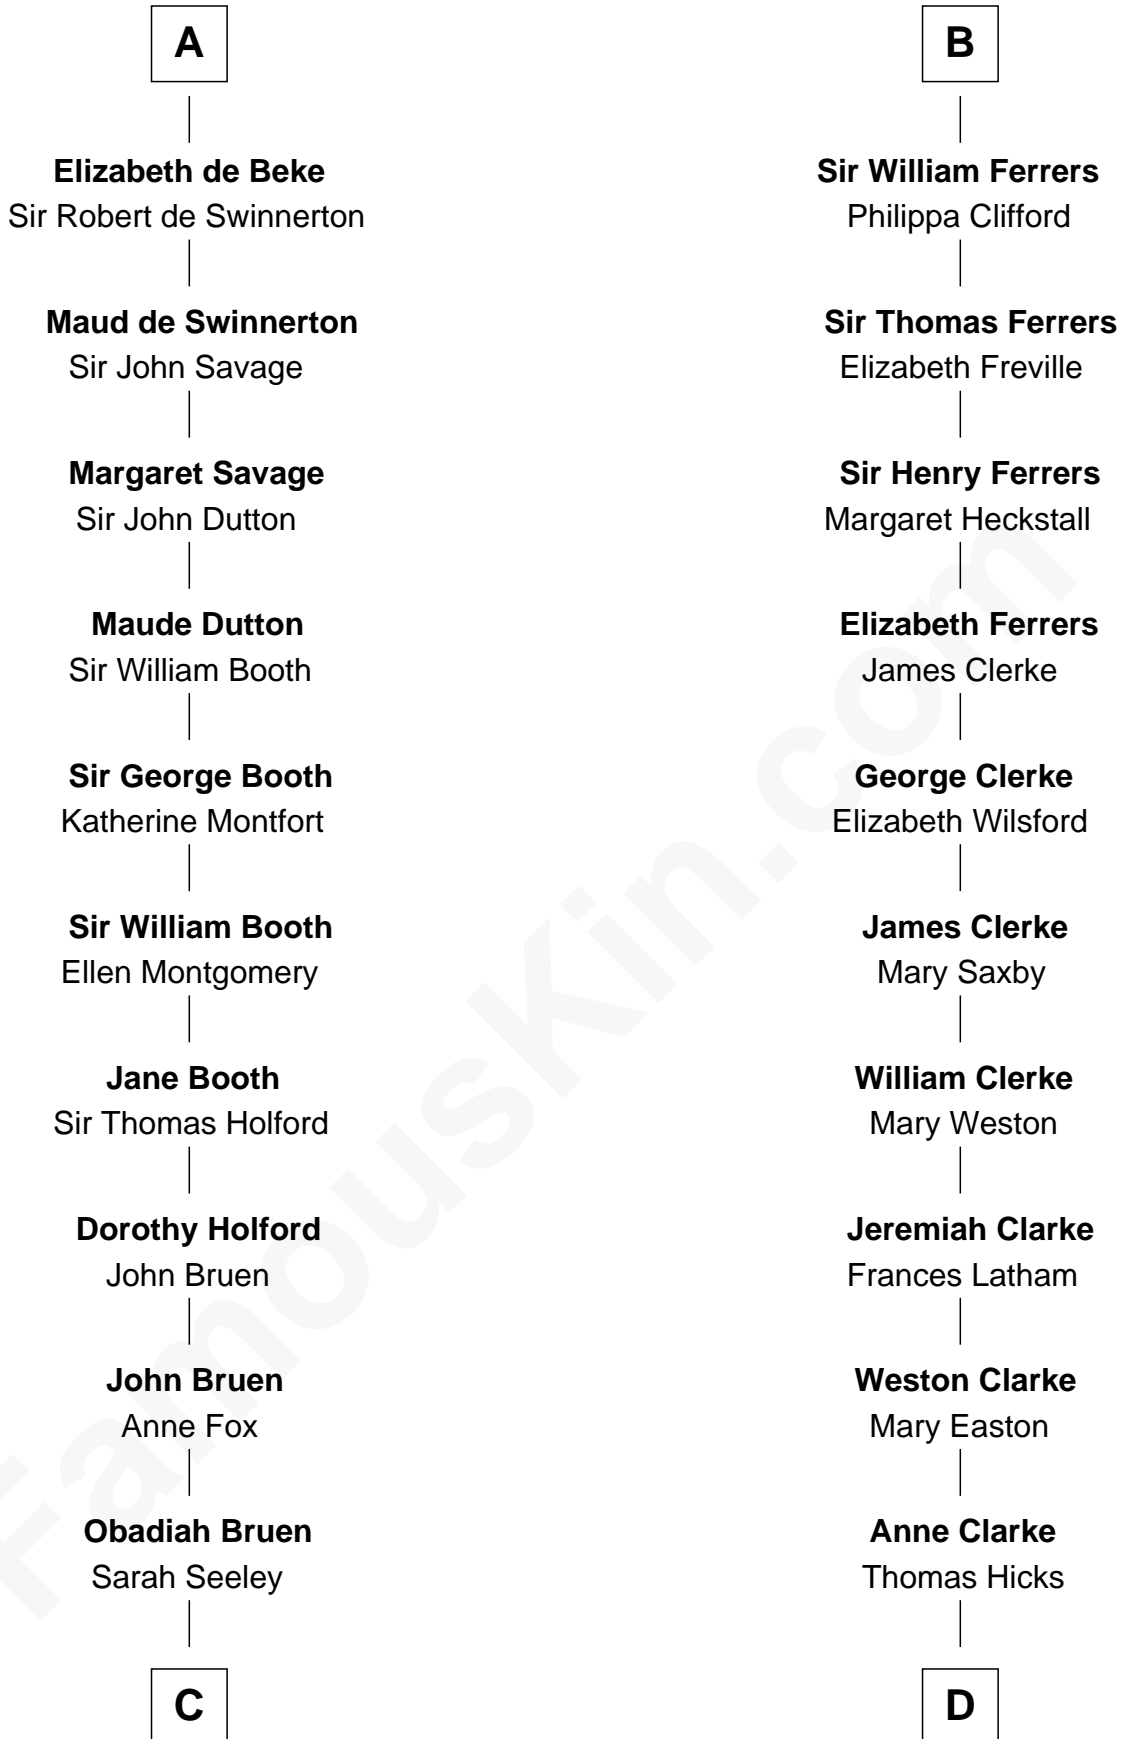 A
Elizabeth de Beke
Sir Robert de Swinnerton
Maud de Swinnerton
Sir John Savage
Margaret Savage
Sir John Dutton
Maude Dutton
Sir William Booth
Sir George Booth
Katherine Montfort
Sir William Booth
Ellen Montgomery
Jane Booth
Sir Thomas Holford
Dorothy Holford
John Bruen
John Bruen
Anne Fox
Obadiah Bruen
Sarah Seeley
C
B
Sir William Ferrers
Philippa Clifford
Sir Thomas Ferrers
Elizabeth Freville
Sir Henry Ferrers
Margaret Heckstall
Elizabeth Ferrers
James Clerke
George Clerke
Elizabeth Wilsford
James Clerke
Mary Saxby
William Clerke
Mary Weston
Jeremiah Clarke
Frances Latham
Weston Clarke
Mary Easton
Anne Clarke
Thomas Hicks
D
FamousKin.com